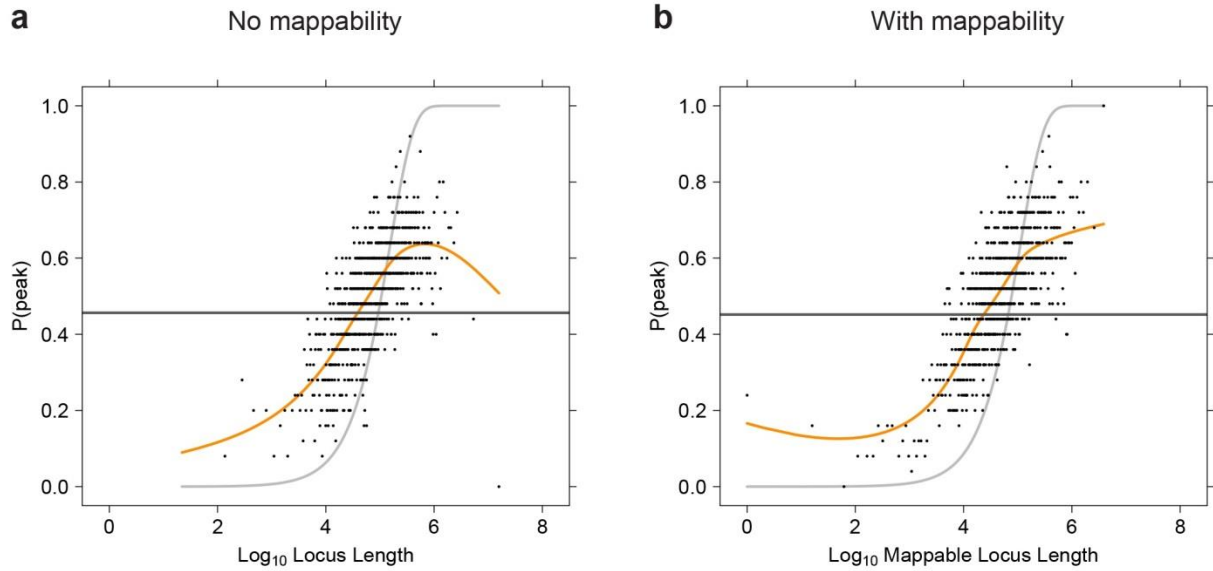 a
No mappability
1.0
0.8
0.6
0.4
0.2
0.0
P(peak)
0
2
4
6
8
Log10 Locus Length
b
With mappability
1.0
0.8
0.6
0.4
0.2
0.0
P(peak)
0
2
4
6
8
Log10 Mappable Locus Length